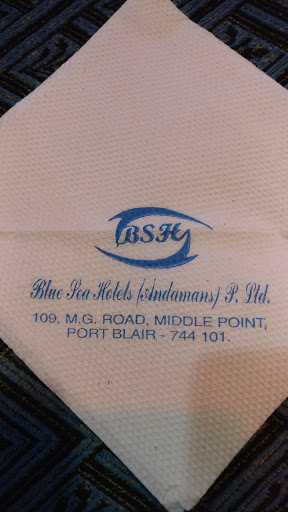 BSH
Blue Sea Hotels (Andamans) P. Ltd.
109, M.G. ROAD, MIDDLE POINT,
PORT BLAIR - 744 101.